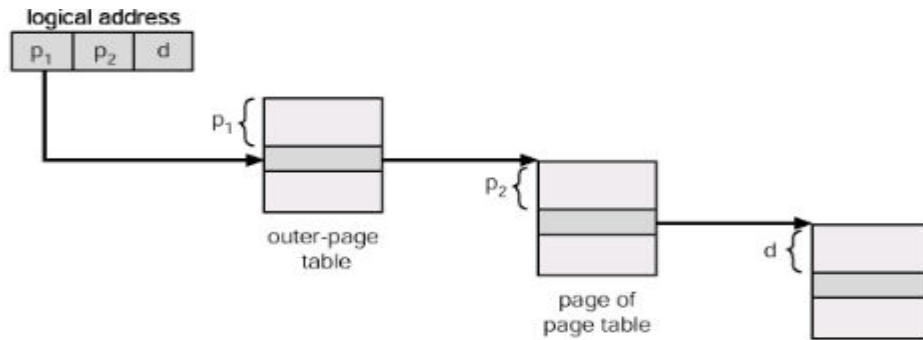 logical address
p1 p2 d
p1
outer-page
table
p2
page of
page table
d